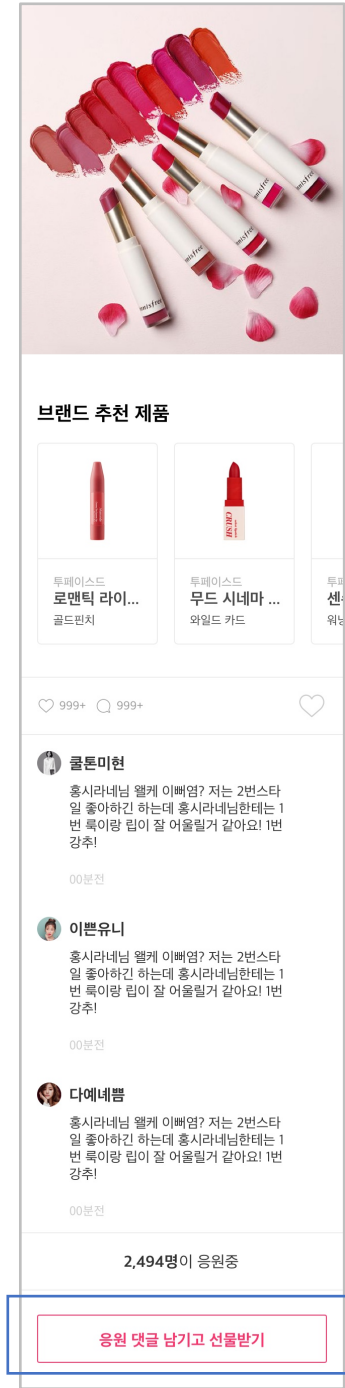 innisfree
innisfree
innisfree
innisfree
innisfree
브랜드 추천 제품
CRUSH
투페이스드
로맨틱 라이...
골드핀치
투페이스드
무드 시네마 ...
와일드 카드
999+ 999+
쿨톤미현
홍시라네님 왤케 이뻐염? 저는 2번스타
일 좋아하긴 하는데 홍시라네님한테는 1
번 룩이랑 립이 잘 어울릴거 같아요! 1번
강추!
00분전
이쁜유니
홍시라네님 왤케 이뻐염? 저는 2번스타
일 좋아하긴 하는데 홍시라네님한테는 1
번 룩이랑 립이 잘 어울릴거 같아요! 1번
강추!
00분전
다예네쁨
홍시라네님 왤케 이뻐염? 저는 2번스타
일 좋아하긴 하는데 홍시라네님한테는 1
번 룩이랑 립이 잘 어울릴거 같아요! 1번
강추!
00분전
2,494명이 응원중
응원 댓글 남기고 선물받기